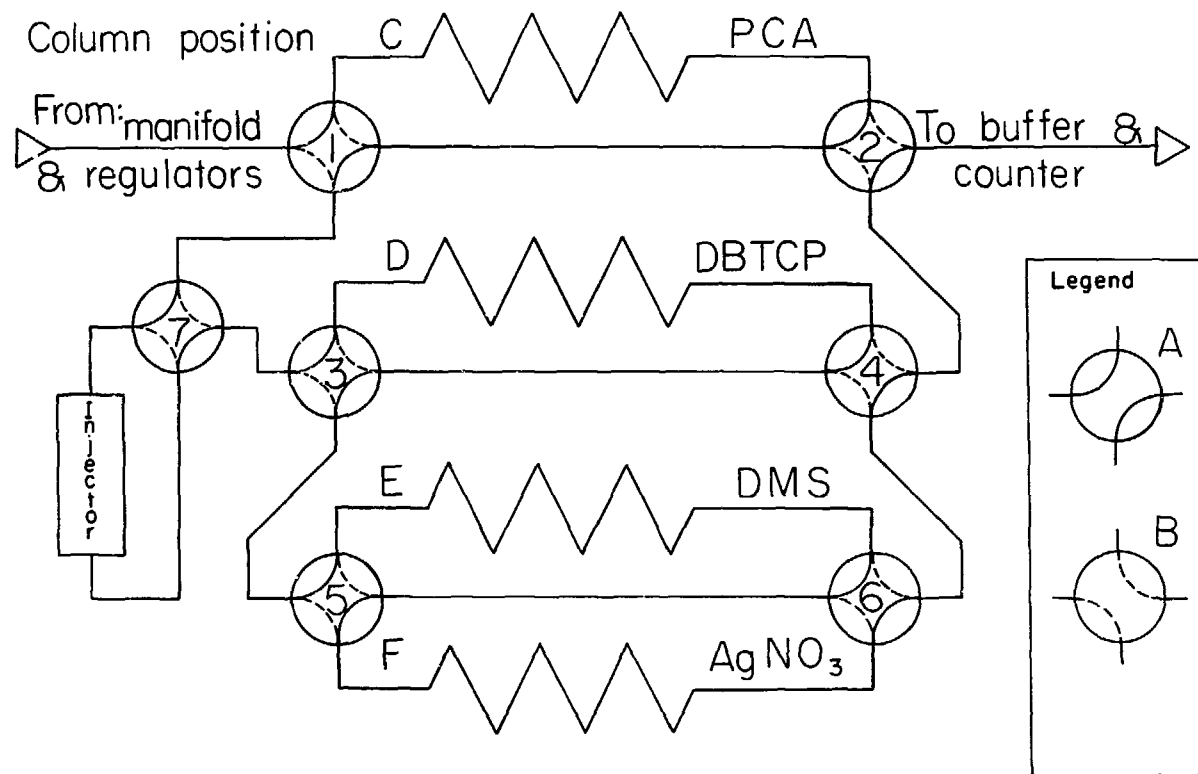 Column position
C
PCA
From: manifold
& regulators
1
2
To buffer &
counter
D
DBTCP
7
3
4
Injector
E
DMS
5
6
F
AgNO₃
Legend
A
B